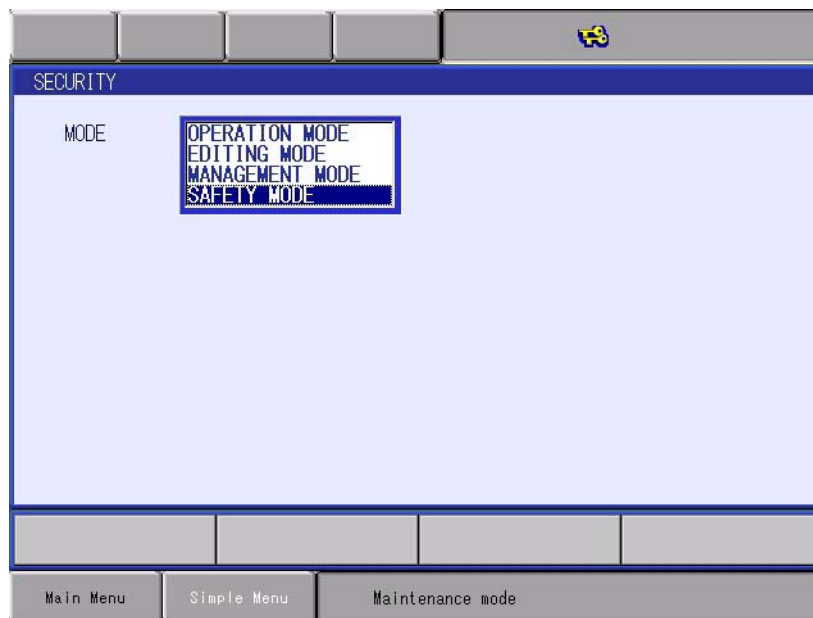 SECURITY
MODE
OPERATION MODE
EDITING MODE
MANAGEMENT MODE
SAFETY MODE
Main Menu
Simple Menu
Maintenance mode